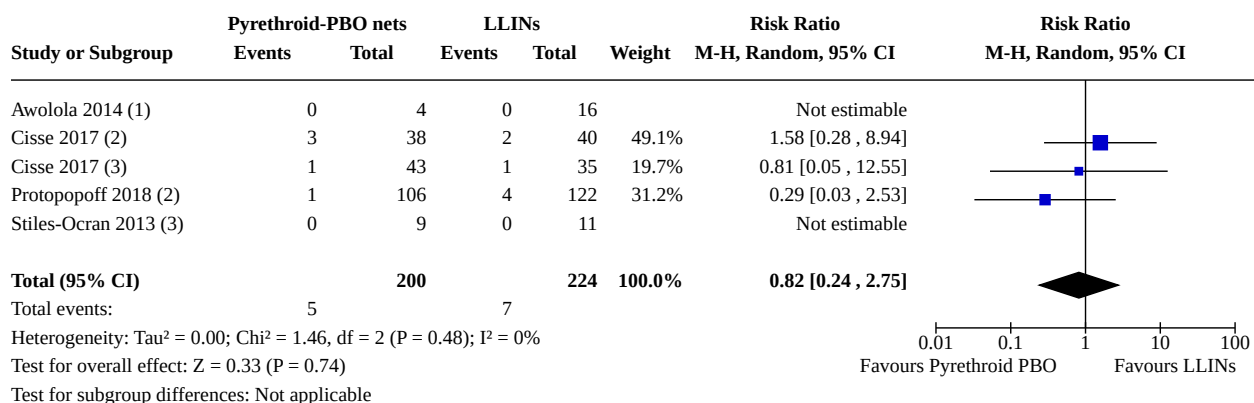 Pyrethroid-PBO nets LLINs Risk Ratio Risk Ratio
Study or Subgroup Events Total Events Total Weight M-H, Random, 95% CI M-H, Random, 95% CI
Awolola 2014 (1) 0 4 0 16 Not estimable
Cisse 2017 (2) 3 38 2 40 49.1% 1.58 [0.28 , 8.94]
Cisse 2017 (3) 1 43 1 35 19.7% 0.81 [0.05 , 12.55]
Protopopoff 2018 (2) 1 106 4 122 31.2% 0.29 [0.03 , 2.53]
Stiles-Ocran 2013 (3) 0 9 0 11 Not estimable
Total (95% CI) 200 224 100.0% 0.82 [0.24 , 2.75]
Total events: 5 7
Heterogeneity: Tau² = 0.00; Chi² = 1.46, df = 2 (P = 0.48); I² = 0%
0.01 0.1 1 10 100
Test for overall effect: Z = 0.33 (P = 0.74) Favours Pyrethroid PBO Favours LLINs
Test for subgroup differences: Not applicable